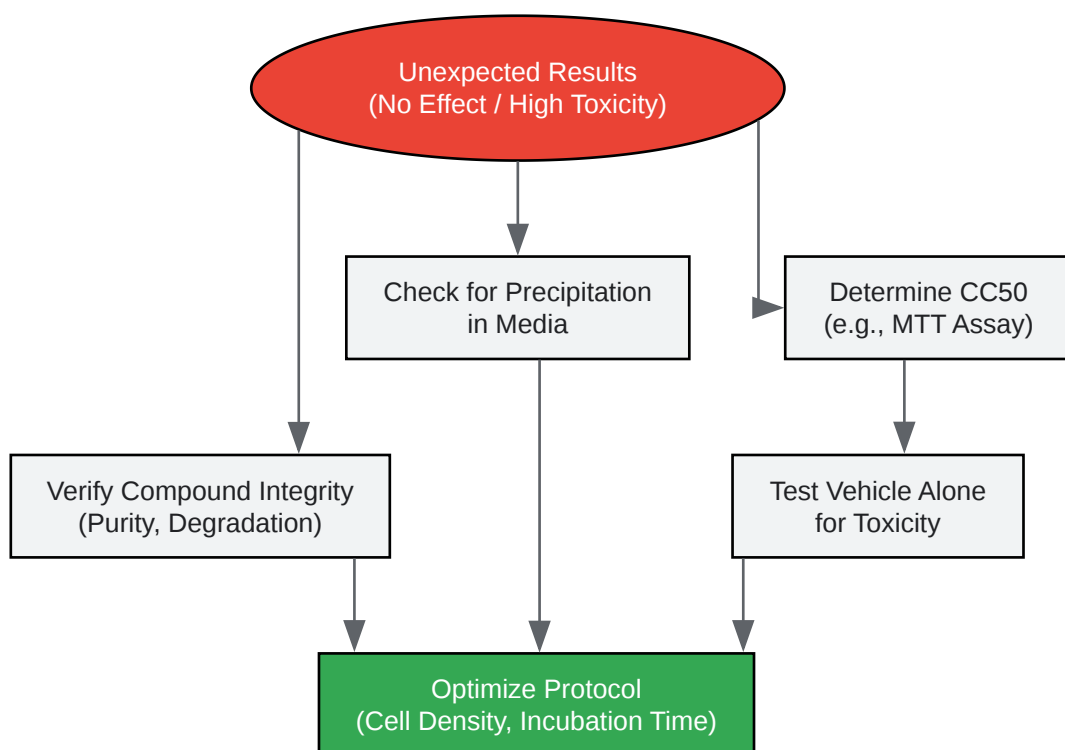 Unexpected Results
(No Effect / High Toxicity)
Check for Precipitation
in Media
Determine CC50
(e.g., MTT Assay)
Verify Compound Integrity
(Purity, Degradation)
Test Vehicle Alone
for Toxicity
Optimize Protocol
(Cell Density, Incubation Time)